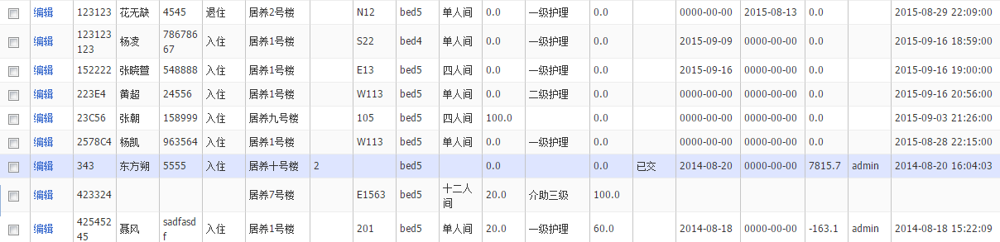 编辑 123123 花无缺 4545 退住 居养2号楼 N12 bed5 单人间 0.0 一级护理 0.0 0000-00-00 2015-08-13 0.0 2015-08-29 22:09:00
编辑 123123123 杨凌 78678667 入住 居养1号楼 S22 bed4 单人间 0.0 一级护理 0.0 2015-09-09 0000-00-00 0.0 2015-09-16 18:59:00
编辑 152222 张晓萱 548888 入住 居养1号楼 E13 bed5 四人间 0.0 一级护理 0.0 2015-09-16 0000-00-00 0.0 2015-09-16 19:00:00
编辑 223E4 黄超 24556 入住 居养1号楼 W113 bed5 单人间 0.0 二级护理 0.0 0000-00-00 0000-00-00 0.0 2015-09-16 20:56:00
编辑 23C56 张朝 158999 入住 居养九号楼 105 bed5 四人间 100.0 0.0 0000-00-00 0000-00-00 0.0 2015-09-03 21:26:00
编辑 2578C4 杨凯 963564 入住 居养1号楼 W113 bed5 单人间 0.0 一级护理 0.0 0000-00-00 0000-00-00 0.0 2015-08-28 22:15:00
编辑 343 东方朔 5555 入住 居养十号楼 2 bed5 0.0 0.0 已交 2014-08-20 0000-00-00 7815.7 admin 2014-08-20 16:04:03
编辑 423324 居养7号楼 E1563 bed5 十二人间 20.0 介助三级 100.0
编辑 42545245 聂风 sadfasdf 入住 居养1号楼 201 bed5 单人间 20.0 一级护理 60.0 2014-08-18 0000-00-00 -163.1 admin 2014-08-18 15:22:09